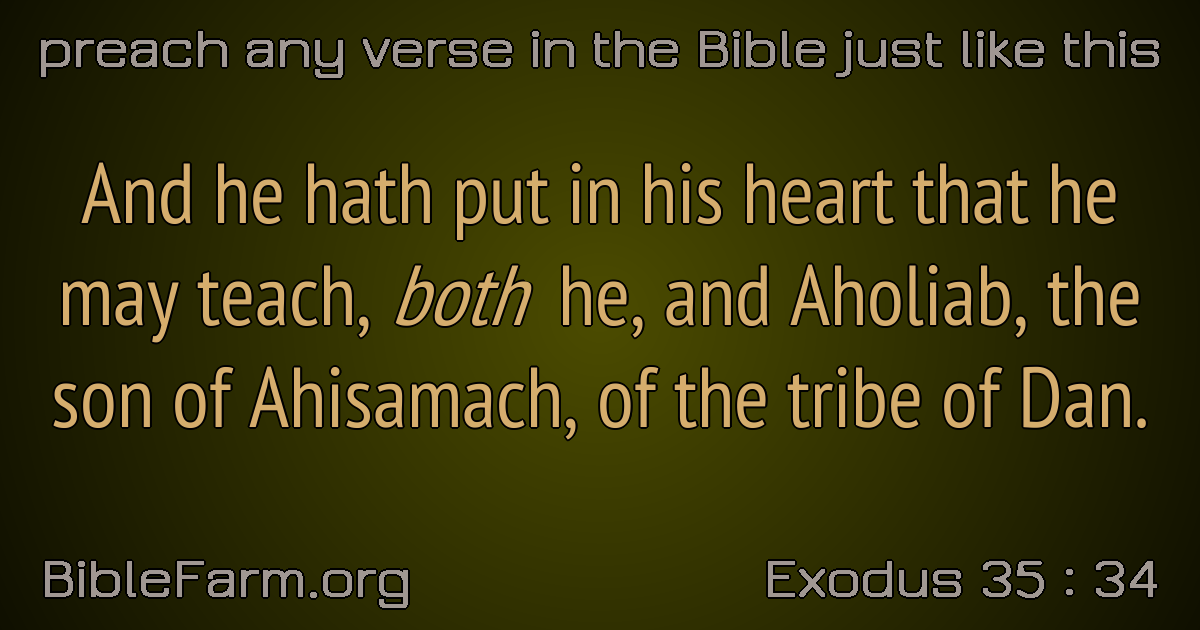 preach any verse in the Bible just like this
And he hath put in his heart that he
may teach, both he, and Aholiab, the
son of Ahisamach, of the tribe of Dan.
BibleFarm.org
Exodus 35 : 34